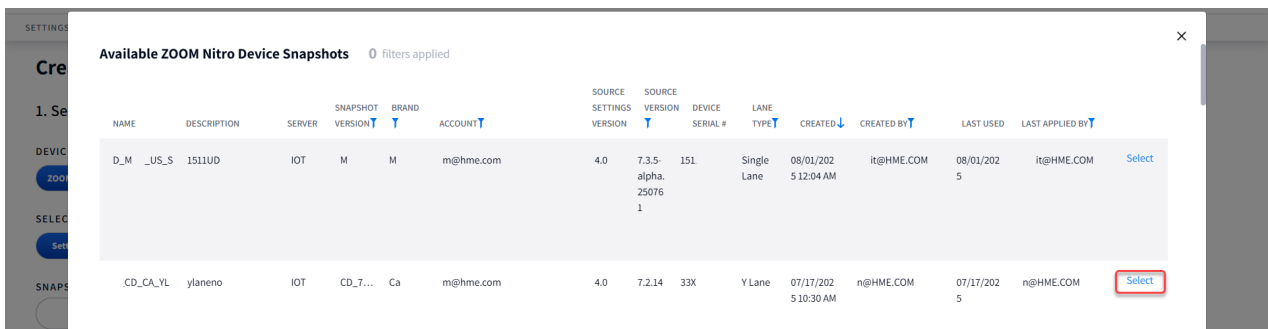 SETTINGS
Cre
1. Se
DEVIC
ZOOM
SELEC
Sett
SNAPS
Available ZOOM Nitro Device Snapshots 0 filters applied
NAME DESCRIPTION SERVER SNAPSHOT VERSION BRAND ACCOUNT SOURCE SETTINGS VERSION SOURCE VERSION DEVICE SERIAL # LANE TYPE CREATED CREATED BY LAST USED LAST APPLIED BY
D_M _US_S 1511UD IOT M M m@hme.com 4.0 7.3.5- 151 Single 08/01/202 it@HME.COM 08/01/202 it@HME.COM Select
alpha. Lane 5 12:04 AM 5
25076
1
_CD_CA_YL ylaneno IOT CD_7... Ca m@hme.com 4.0 7.2.14 33X Y Lane 07/17/202 n@HME.COM 07/17/202 n@HME.COM Select
5 10:30 AM 5